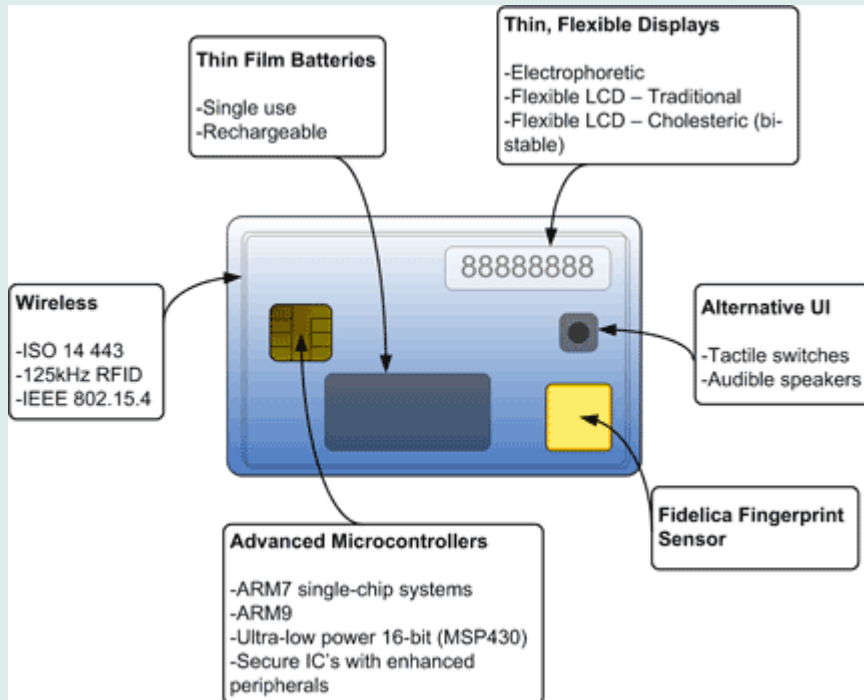 Thin Film Batteries
-Single use
-Rechargeable
Thin, Flexible Displays
-Electrophoretic
-Flexible LCD – Traditional
-Flexible LCD – Cholesteric (bi-
stable)
88888888
Wireless
-ISO 14 443
-125kHz RFID
-IEEE 802.15.4
Alternative UI
-Tactile switches
-Audible speakers
Fidelica Fingerprint
Sensor
Advanced Microcontrollers
-ARM7 single-chip systems
-ARM9
-Ultra-low power 16-bit (MSP430)
-Secure IC's with enhanced
peripherals